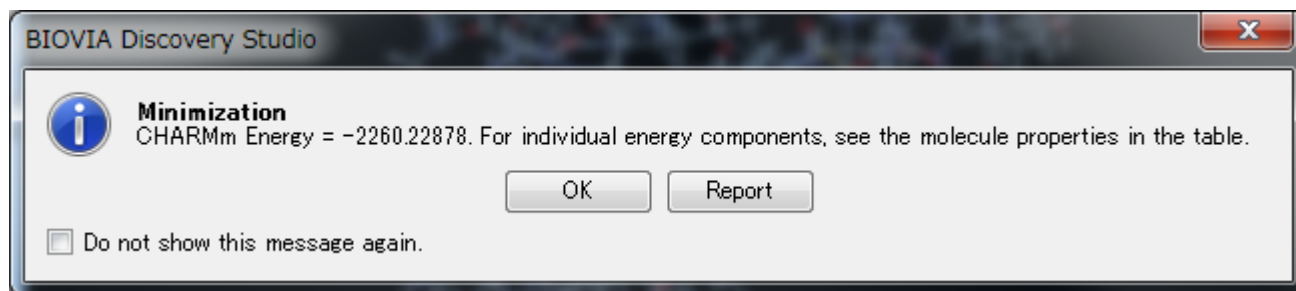 BIOVIA Discovery Studio
Minimization
CHARMm Energy = -2260.22878. For individual energy components, see the molecule properties in the table.
OK
Report
Do not show this message again.